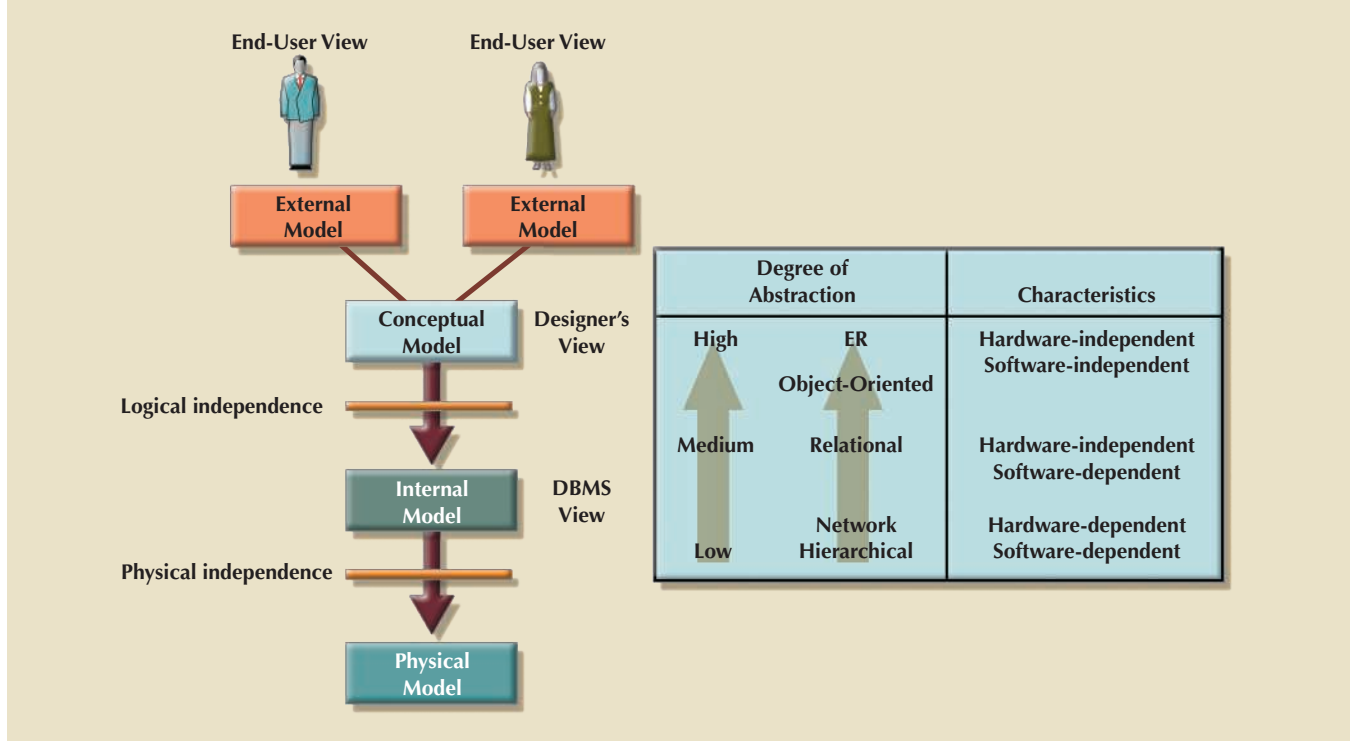 End-User View
End-User View
External
Model
External
Model
Conceptual
Model
Designer's
View
Logical independence
Internal
Model
DBMS
View
Physical independence
Physical
Model
Degree of
Abstraction
Characteristics
High
ER
Hardware-independent
Software-independent
Object-Oriented
Medium
Relational
Hardware-independent
Software-dependent
Low
Network
Hierarchical
Hardware-dependent
Software-dependent